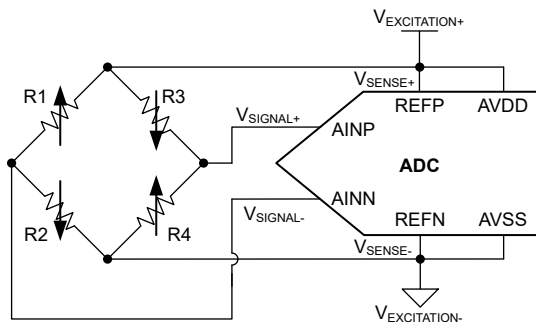 VEXCITATION+
R1
R3
VSENSE+
REFP AVDD
VSIGNAL+
AINP
ADC
AINN
R2
R4
VSIGNAL-
REFN AVSS
VSENSE-
VEXCITATION-